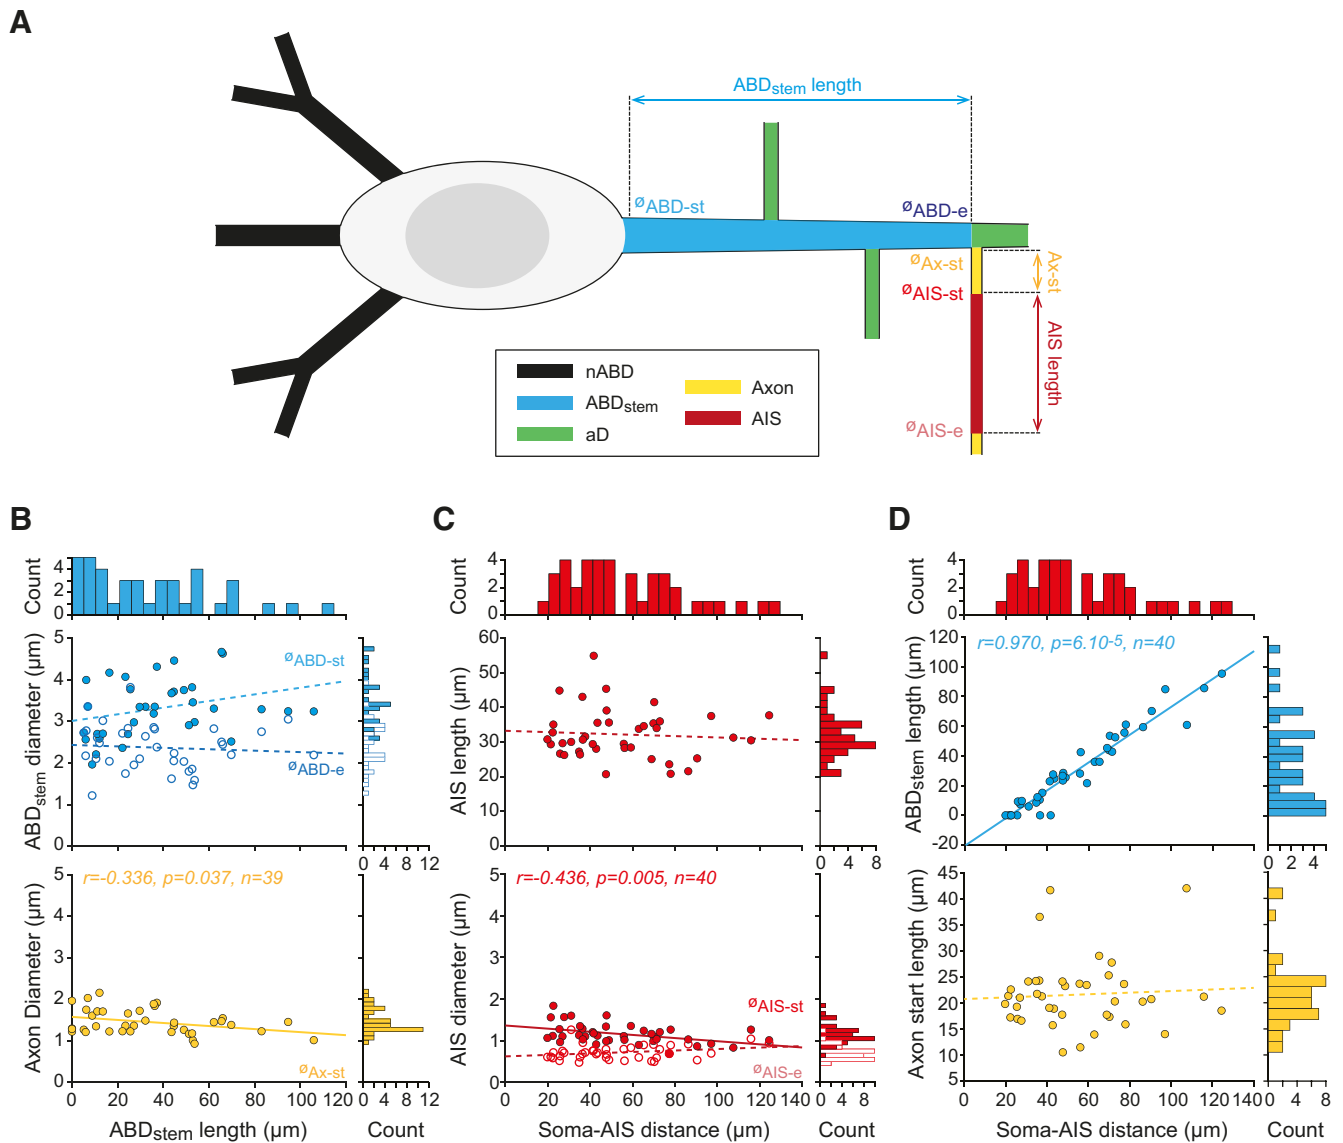 A
ABDstem length
øABD-st
øABD-e
øAx-st
Ax-st
øAIS-st
AIS length
øAIS-e
nABD
ABDstem
aD
Axon
AIS
B
C
D
Count
4
2
0
Count
4
2
0
Count
4
2
0
ABDstem diameter (µm)
5
4
3
2
1
0
øABD-st
øABD-e
0 4 8 12
AIS length (µm)
60
50
40
30
20
10
0
0 4 8
ABDstem length (µm)
120
100
80
60
40
20
0
-20
r=0.970, p=6.10-5, n=40
0 2 4
Axon Diameter (µm)
5
4
3
2
1
0
r=-0.336, p=0.037, n=39
øAx-st
0 20 40 60 80 100 120
ABDstem length (µm)
0 4 8 12
Count
AIS diameter (µm)
5
4
3
2
1
0
r=-0.436, p=0.005, n=40
øAIS-st
øAIS-e
0 20 40 60 80 100 120 140
Soma-AIS distance (µm)
0 4 8
Count
Axon start length (µm)
45
40
35
30
25
20
15
10
5
0 20 40 60 80 100 120 140
Soma-AIS distance (µm)
0 4 8
Count